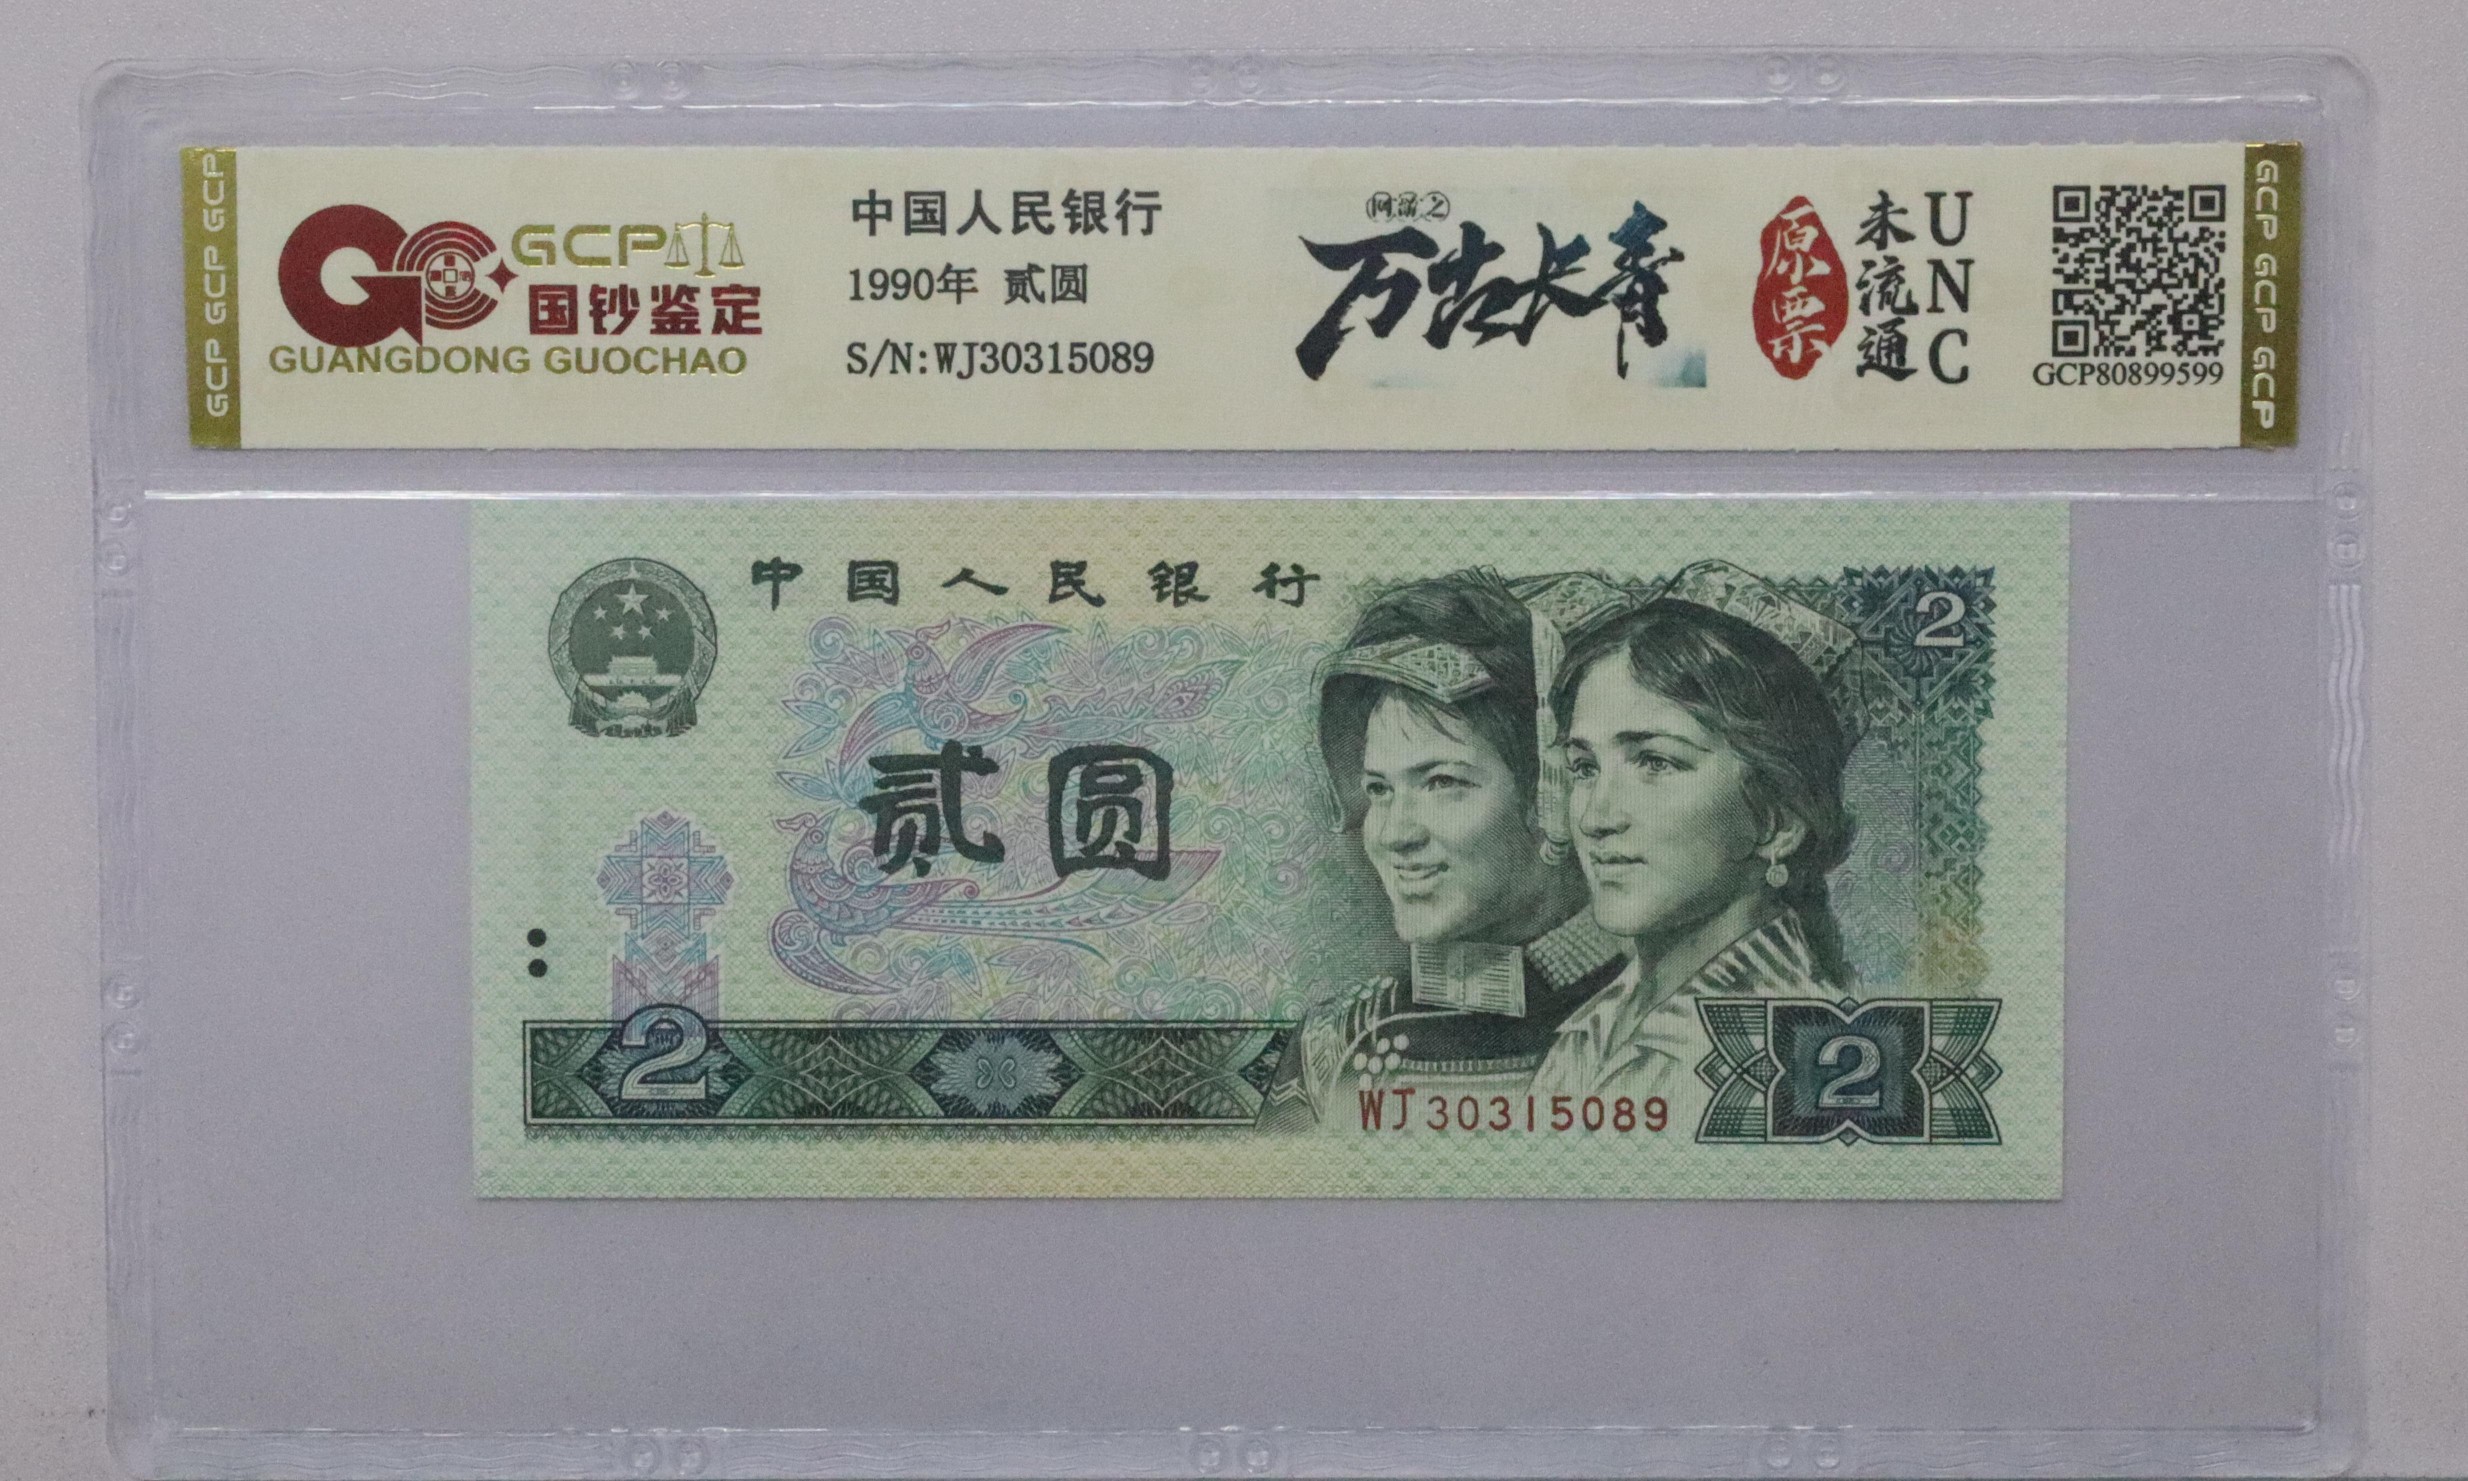 GCP GCP GCP
GCP
国钞鉴定
GUANGDONG GUOCHAO
中国人民银行
1990年 贰圆
S/N:WJ30315089
万古长青
原票
未流通
UNC
GCP80899599
GCP GCP GCP
中国人民银行
2
贰圆
2
WJ30315089
2